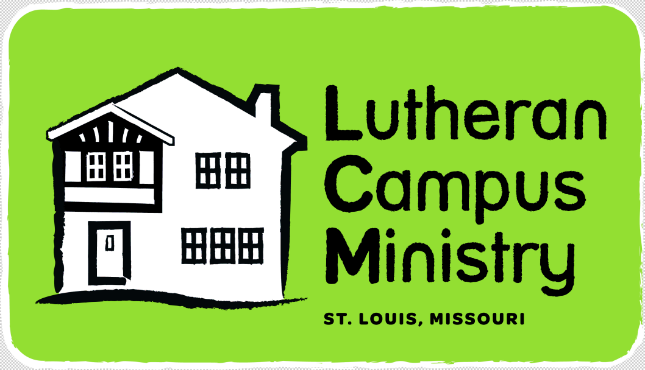 Lutheran
Campus
Ministry
ST. LOUIS, MISSOURI